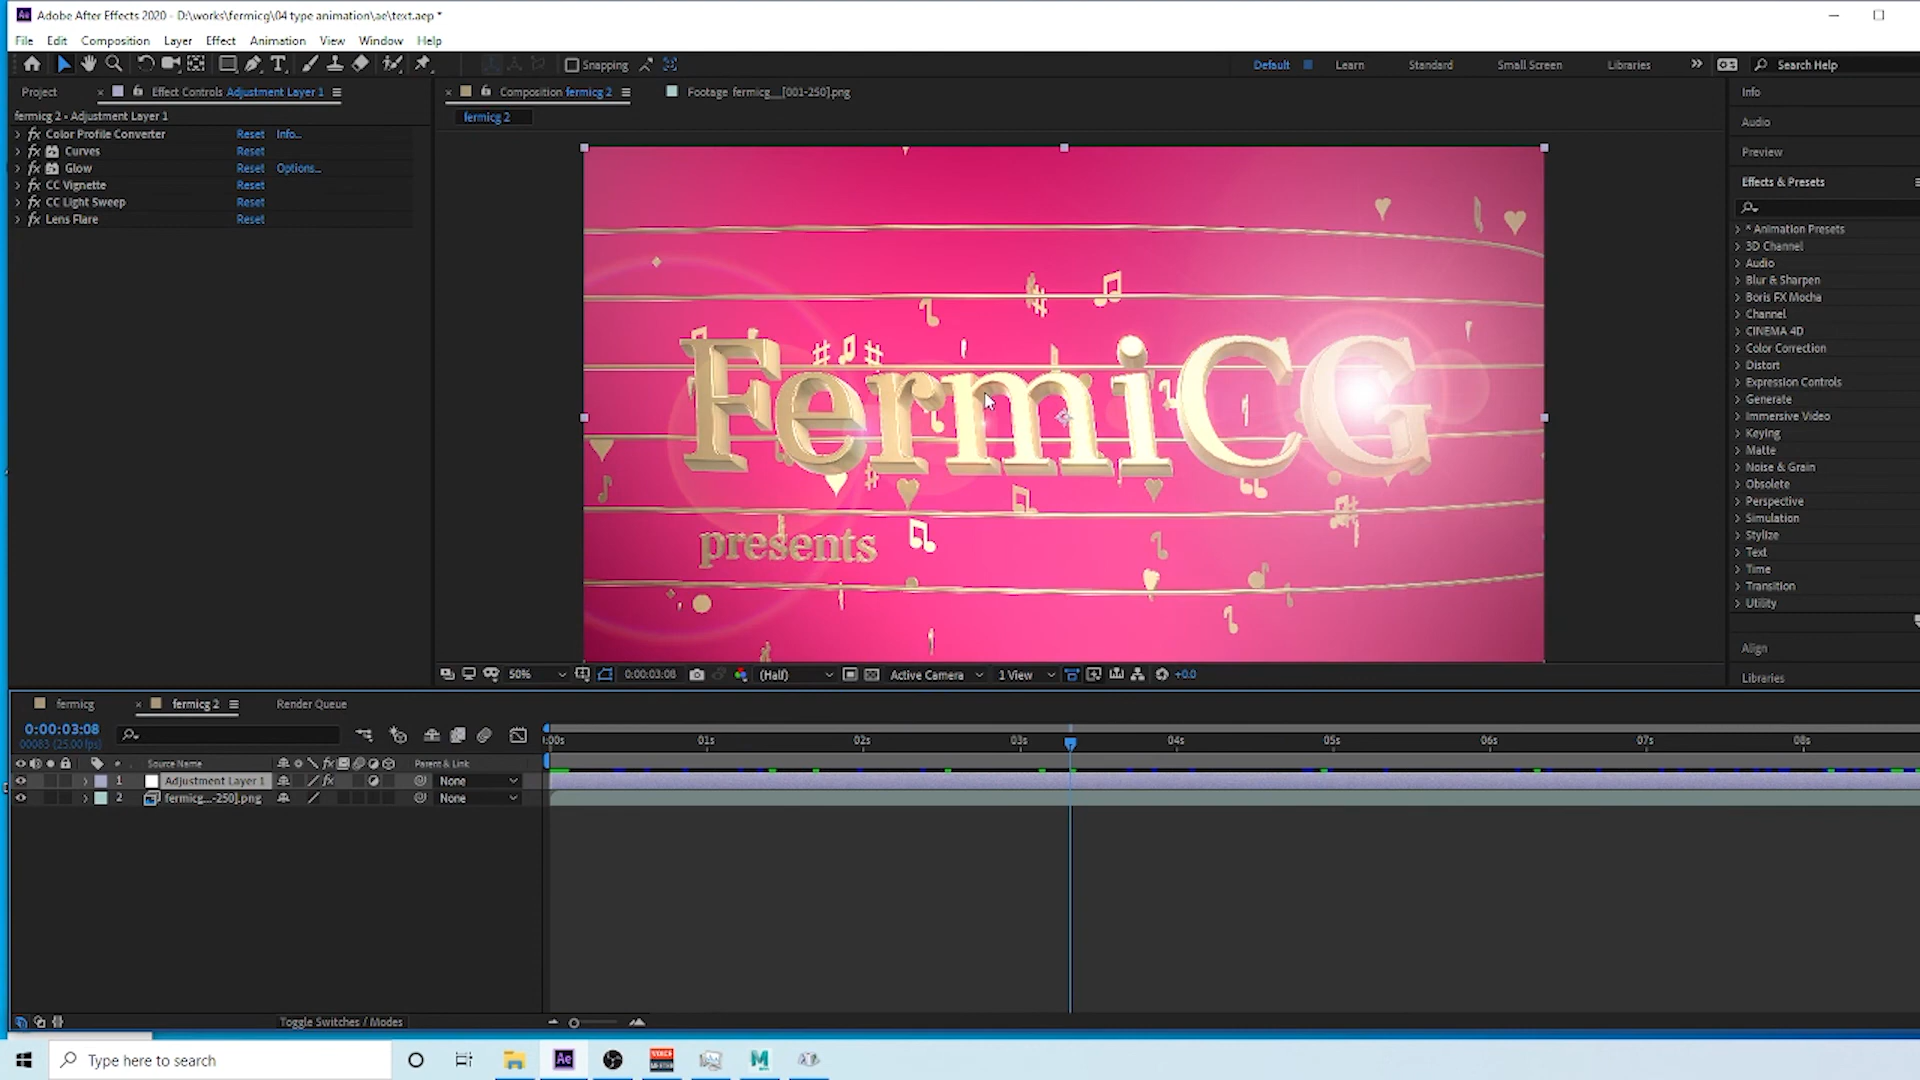 Adobe After Effects 2020 - D:\works\fermicg\04 type animation\ae\text.aep *
File Edit Composition Layer Effect Animation View Window Help
Snapping Default Learn Standard Small Screen Libraries Search Help
Project Effect Controls Adjustment Layer 1 Composition fermicg 2 Footage fermicg__[001-250].png
fermicg 2 - Adjustment Layer 1
fermicg 2
Color Profile Converter Reset Info...
Curves Reset
Glow Reset Options...
CC Vignette Reset
CC Light Sweep Reset
Lens Flare Reset
FermiCG
presents
Info
Audio
Preview
Effects & Presets
* Animation Presets
3D Channel
Audio
Blur & Sharpen
Boris FX Mocha
Channel
CINEMA 4D
Color Correction
Distort
Expression Controls
Generate
Immersive Video
Keying
Matte
Noise & Grain
Obsolete
Perspective
Simulation
Stylize
Text
Time
Transition
Utility
Align
Libraries
50% 0:00:03:08 (Half) Active Camera 1 View +0.0
fermicg fermicg 2 Render Queue
0:00:03:08
00083 (25.00 fps)
:00s 01s 02s 03s 04s 05s 06s 07s 08s
# Source Name Parent & Link
1 Adjustment Layer 1 None
2 fermicg...-250].png None
Toggle Switches / Modes
Type here to search
Ae